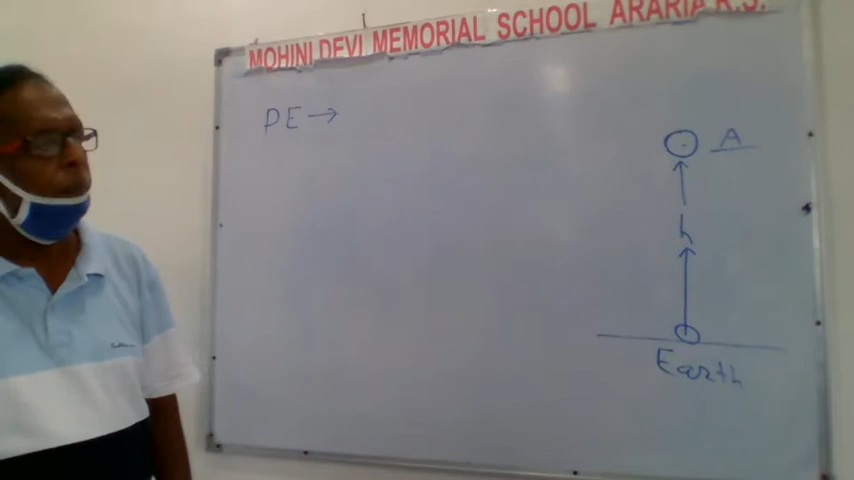 MOHINI DEVI MEMORIAL SCHOOL ARARIA R.S.
PE →
A
h
Earth